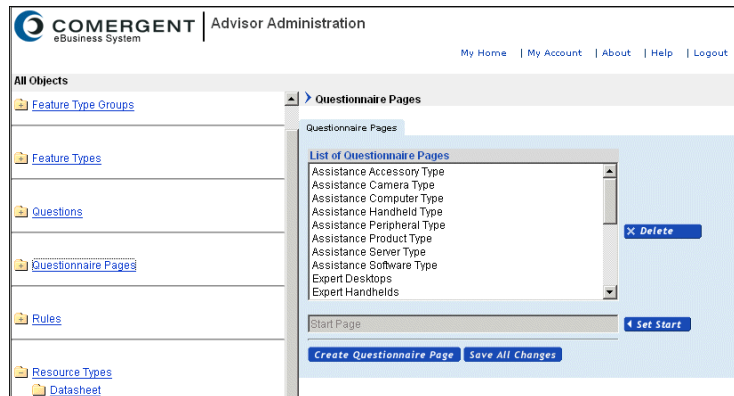 COMERGENT
eBusiness System
Advisor Administration
My Home | My Account | About | Help | Logout
All Objects
Feature Type Groups
Feature Types
Questions
Questionnaire Pages
Rules
Resource Types
Datasheet
Questionnaire Pages
Questionnaire Pages
List of Questionnaire Pages
Assistance Accessory Type
Assistance Camera Type
Assistance Computer Type
Assistance Handheld Type
Assistance Peripheral Type
Assistance Product Type
Assistance Server Type
Assistance Software Type
Expert Desktops
Expert Handhelds
X Delete
Start Page
Set Start
Create Questionnaire Page Save All Changes